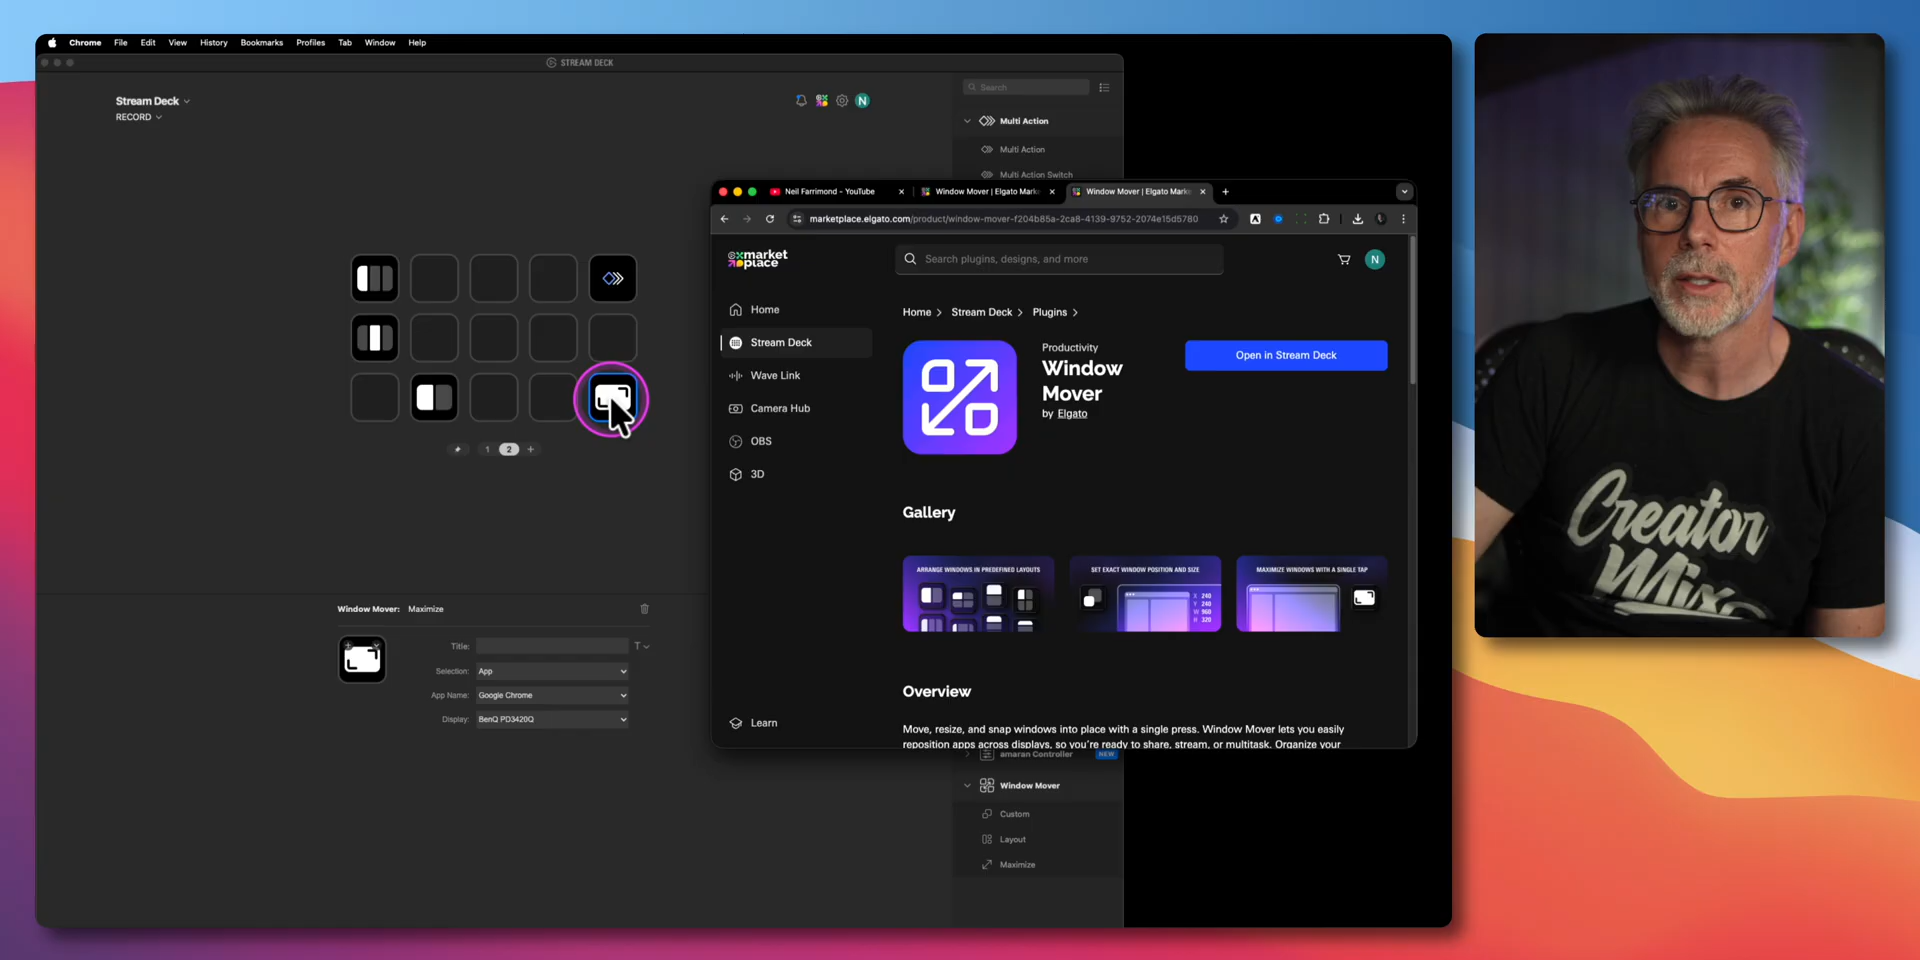 Chrome File Edit View History Bookmarks Profiles Tab Window Help
STREAM DECK
Stream Deck
RECORD
N
Search
Multi Action
Multi Action
Multi Action Switch
Neil Farrimond - YouTube
Window Mover | Elgato Mark
Window Mover | Elgato Marke
marketplace.elgato.com/product/window-mover-f204b85a-2ca8-4139-9752-2074e15d5780
market
place
Search plugins, designs, and more
N
Home
Stream Deck
Wave Link
Camera Hub
OBS
3D
Learn
Home Stream Deck Plugins
Productivity
Window
Mover
by Elgato
Open in Stream Deck
Gallery
ARRANGE WINDOWS IN PREDEFINED LAYOUTS
SET EXACT WINDOW POSITION AND SIZE
X 240
Y 240
W 960
H 320
MAXIMIZE WINDOWS WITH A SINGLE TAP
Overview
Move, resize, and snap windows into place with a single press. Window Mover lets you easily
reposition apps across displays, so you're ready to share, stream, or multitask. Organize your
1 2 +
Window Mover: Maximize
Title:
T
Selection: App
App Name: Google Chrome
Display: BenQ PD3420Q
amaran Controller NEW
Window Mover
Custom
Layout
Maximize
Creator
Mix